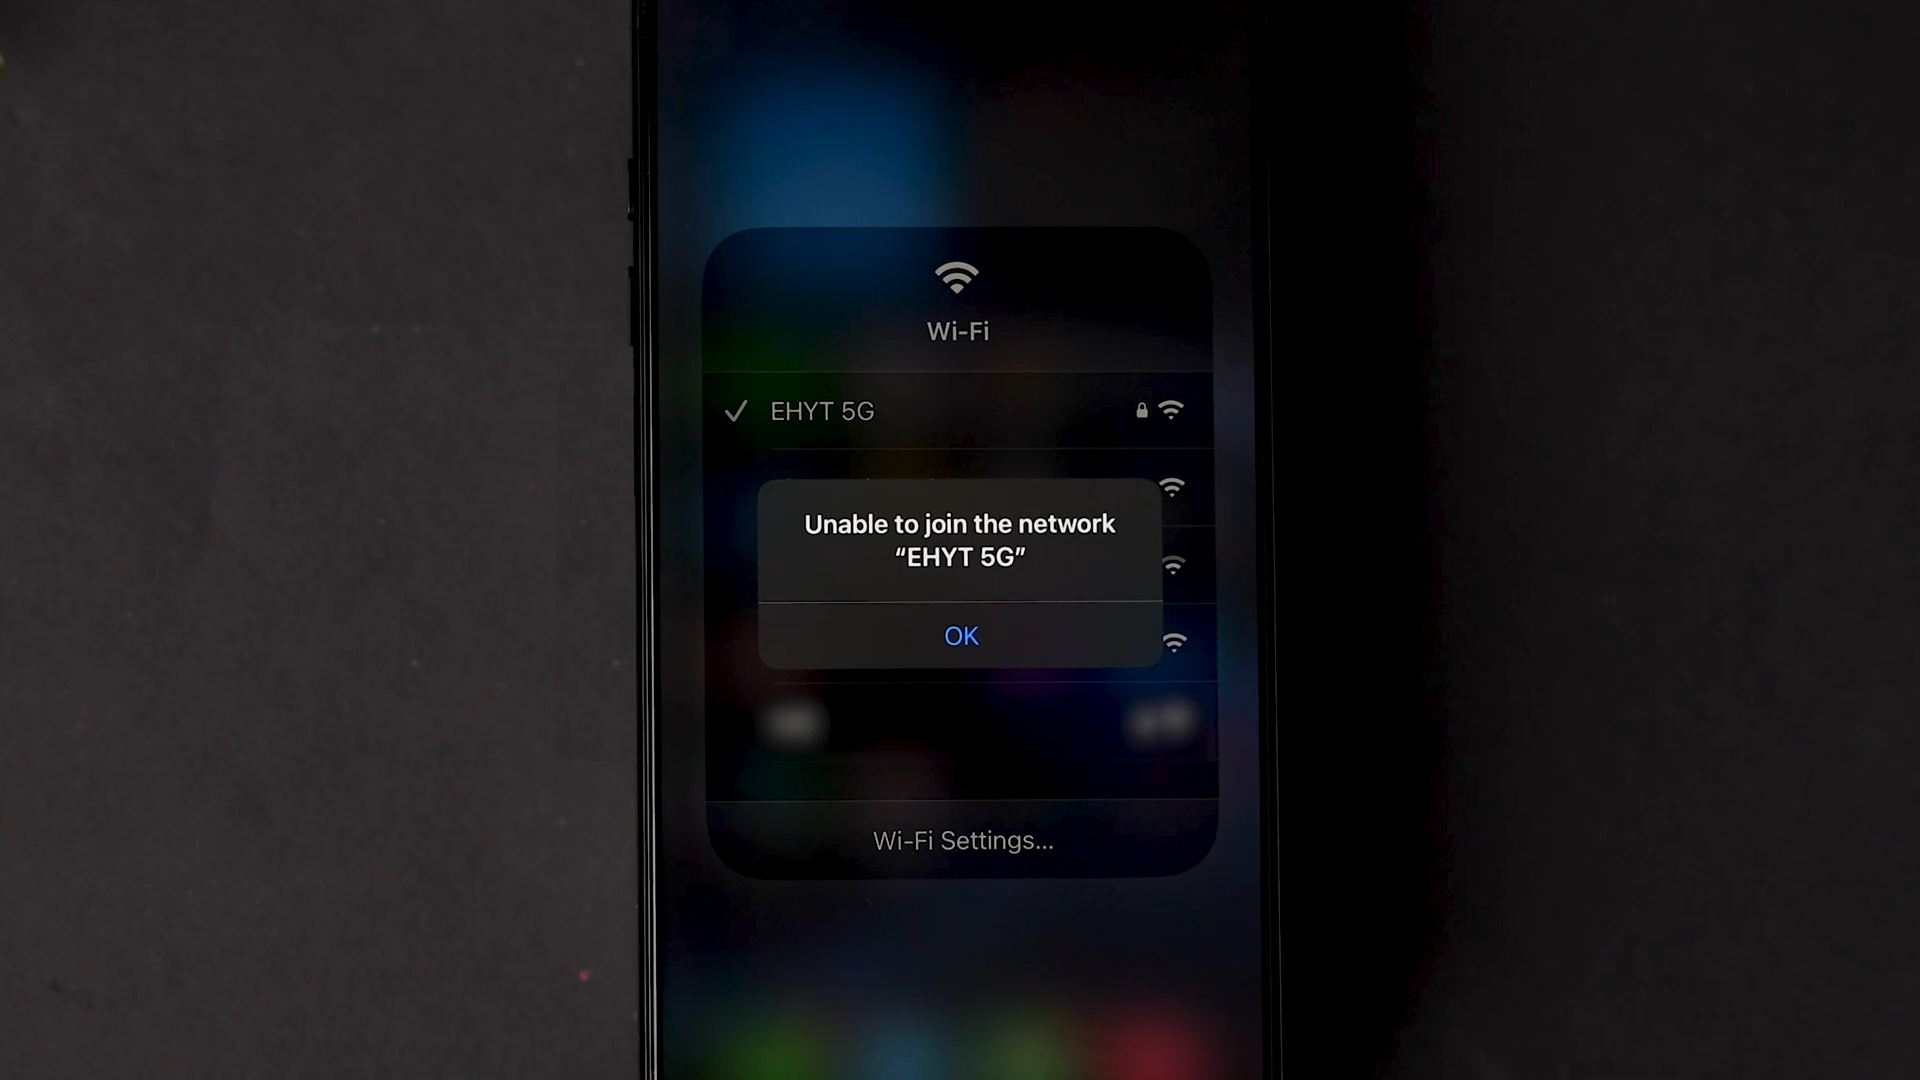 Wi-Fi
EHYT 5G
Unable to join the network
“EHYT 5G”
OK
Wi-Fi Settings...